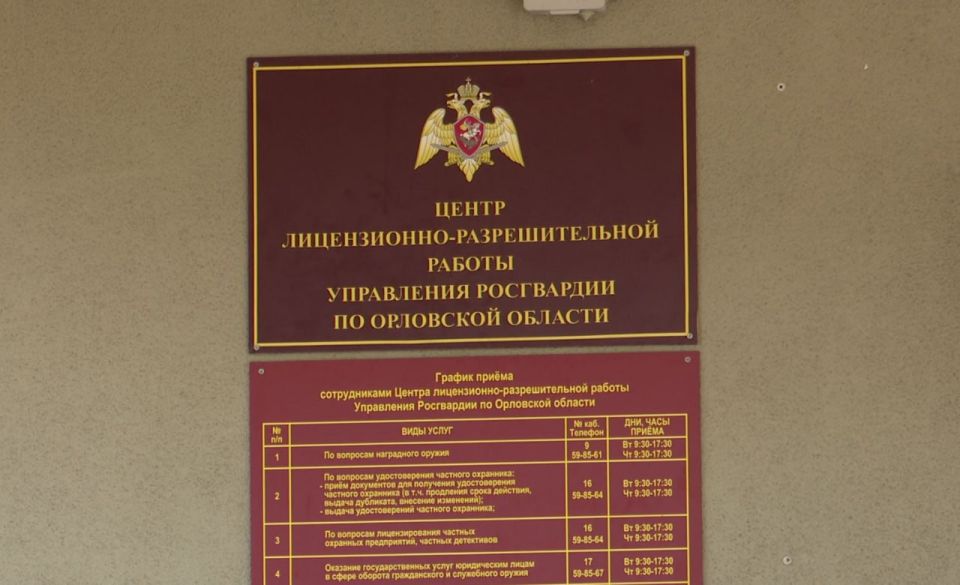 ЦЕНТР
ЛИЦЕНЗИОННО-РАЗРЕШИТЕЛЬНОЙ
РАБОТЫ
УПРАВЛЕНИЯ РОСГВАРДИИ
ПО ОРЛОВСКОЙ ОБЛАСТИ
График приёма
сотрудниками Центра лицензионно-разрешительной работы
Управления Росгвардии по Орловской области
№ п/п
ВИДЫ УСЛУГ
№ каб. Телефон
ДНИ, ЧАСЫ ПРИЁМА
1
По вопросам наградного оружия
9
59-85-61
Вт 9:30-17:30
Чт 9:30-17:30
2
По вопросам удостоверения частного охранника:
- приём документов для получения удостоверения
частного охранника (в т.ч. продления срока действия,
выдача дубликата, внесение изменений);
- выдача удостоверений частного охранника;
16
59-85-64
Вт 9:30-17:30
Чт 9:30-17:30
3
По вопросам лицензирования частных
охранных предприятий, частных детективов
16
59-85-64
Вт 9:30-17:30
Чт 9:30-17:30
4
Оказание государственных услуг юридическим лицам
в сфере оборота гражданского и служебного оружия
17
59-85-67
Вт 9:30-17:30
Чт 9:30-17:30